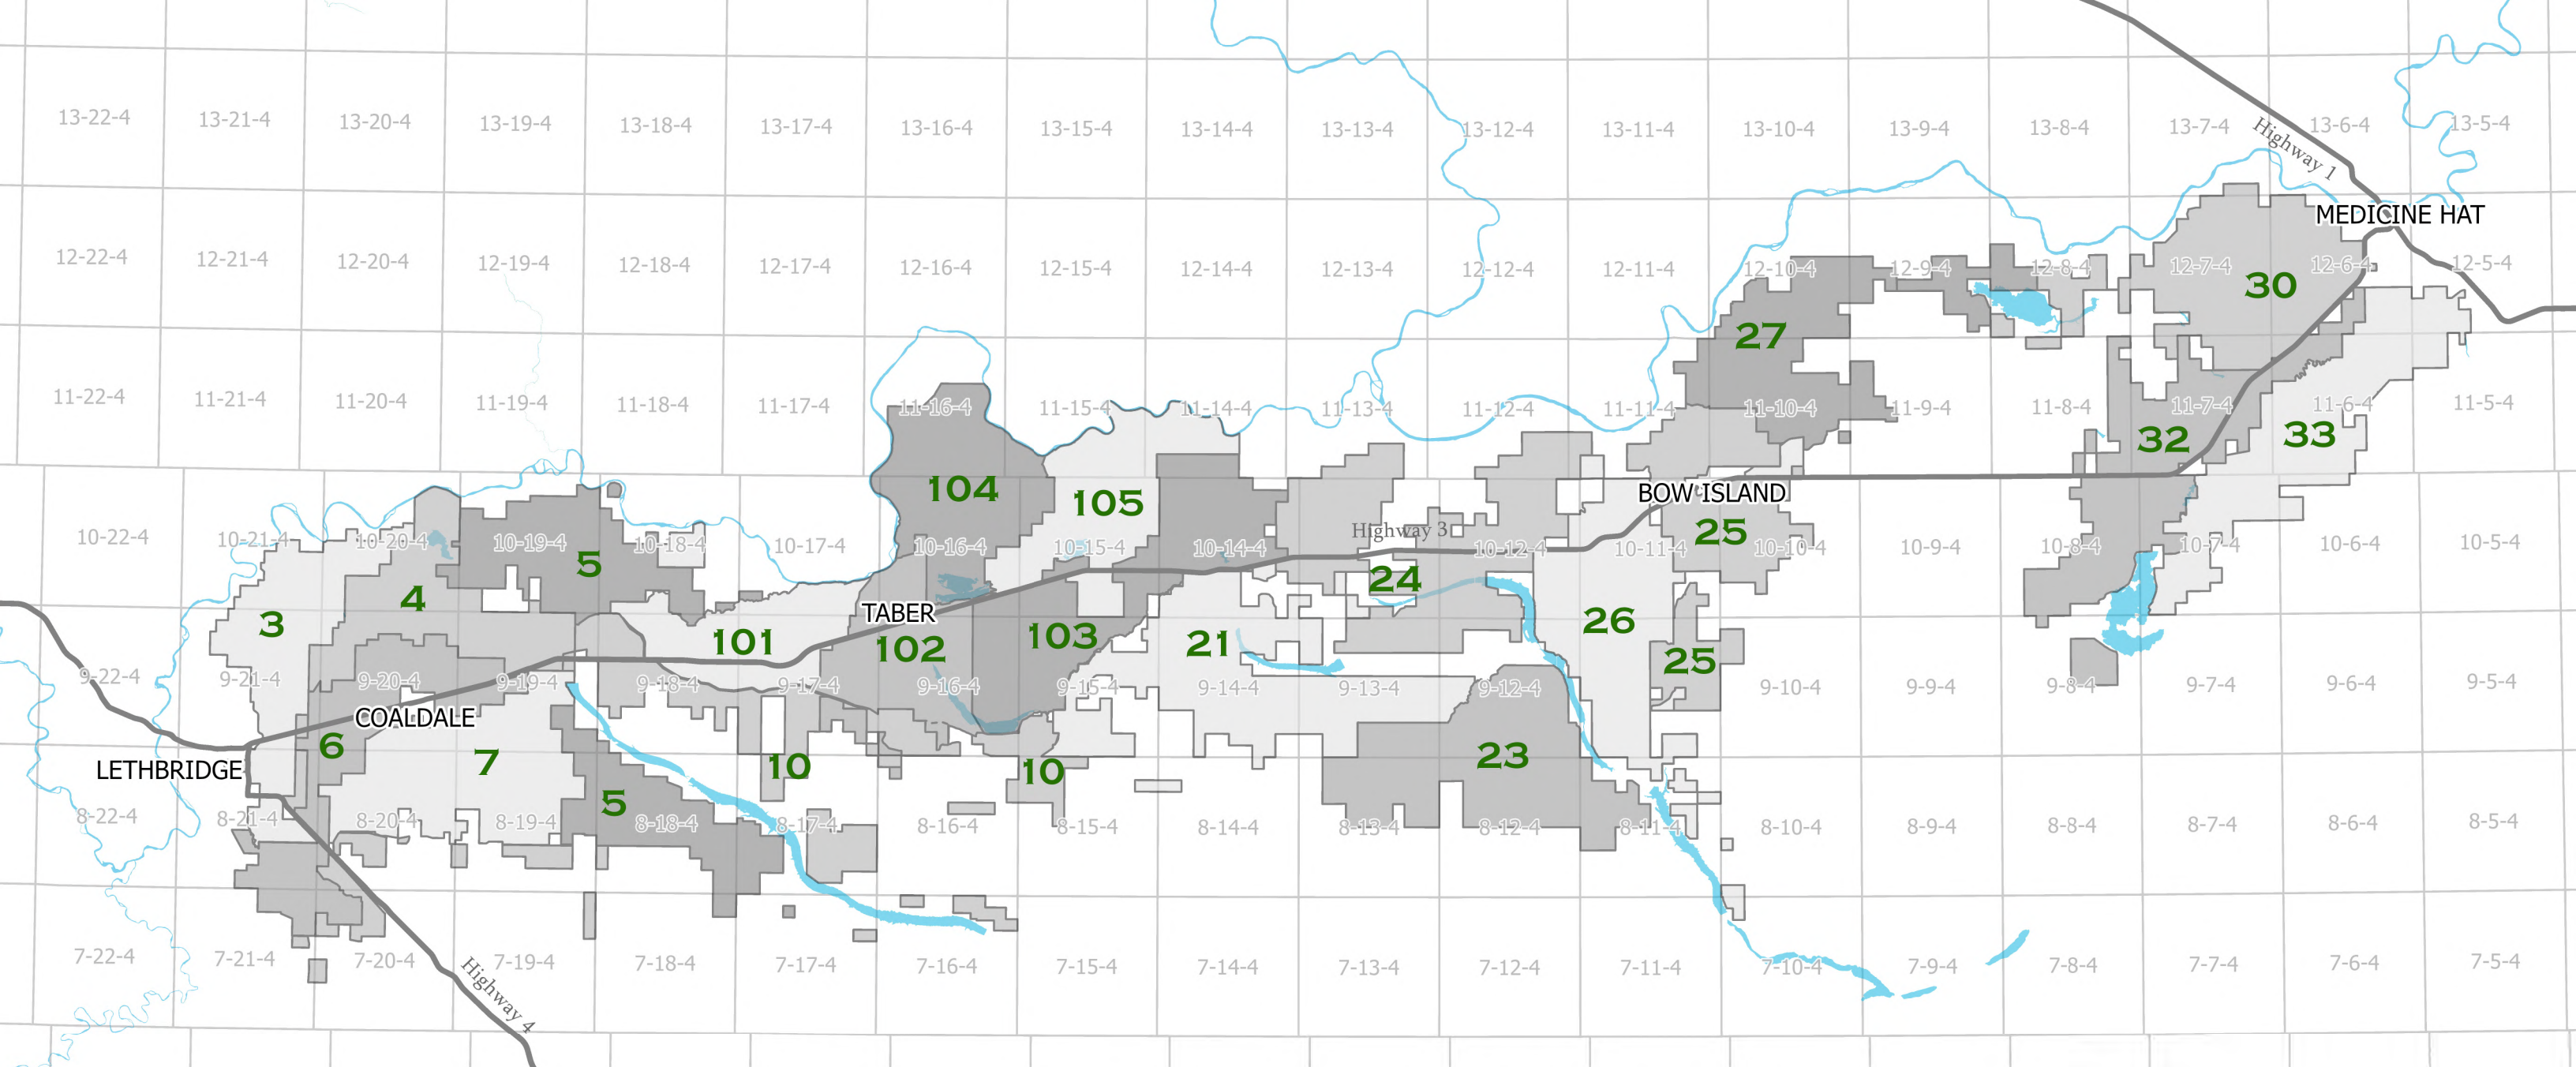 13-22-4 13-21-4 13-20-4 13-19-4 13-18-4 13-17-4 13-16-4 13-15-4 13-14-4 13-13-4 13-12-4 13-11-4 13-10-4 13-9-4 13-8-4 13-7-4 13-6-4 13-5-4
Highway 1
MEDICINE HAT
12-22-4 12-21-4 12-20-4 12-19-4 12-18-4 12-17-4 12-16-4 12-15-4 12-14-4 12-13-4 12-12-4 12-11-4 12-10-4 12-9-4 12-8-4 12-7-4 12-6-4 12-5-4
30
27
11-22-4 11-21-4 11-20-4 11-19-4 11-18-4 11-17-4 11-16-4 11-15-4 11-14-4 11-13-4 11-12-4 11-11-4 11-10-4 11-9-4 11-8-4 11-7-4 11-6-4 11-5-4
32 33
104 105
BOW ISLAND
Highway 3
25
10-22-4 10-21-4 10-20-4 10-19-4 10-18-4 10-17-4 10-16-4 10-15-4 10-14-4 10-12-4 10-11-4 10-10-4 10-9-4 10-8-4 10-7-4 10-6-4 10-5-4
5
24
4
TABER
3
26
101 102 103 21
25
9-22-4 9-21-4 9-20-4 9-19-4 9-18-4 9-17-4 9-16-4 9-15-4 9-14-4 9-13-4 9-12-4 9-10-4 9-9-4 9-8-4 9-7-4 9-6-4 9-5-4
COALDALE
6
7
23
LETHBRIDGE
10 10
5
8-22-4 8-21-4 8-20-4 8-19-4 8-18-4 8-17-4 8-16-4 8-15-4 8-14-4 8-13-4 8-12-4 8-11-4 8-10-4 8-9-4 8-8-4 8-7-4 8-6-4 8-5-4
7-22-4 7-21-4 7-20-4 7-19-4 7-18-4 7-17-4 7-16-4 7-15-4 7-14-4 7-13-4 7-12-4 7-11-4 7-10-4 7-9-4 7-8-4 7-7-4 7-6-4 7-5-4
Highway 4